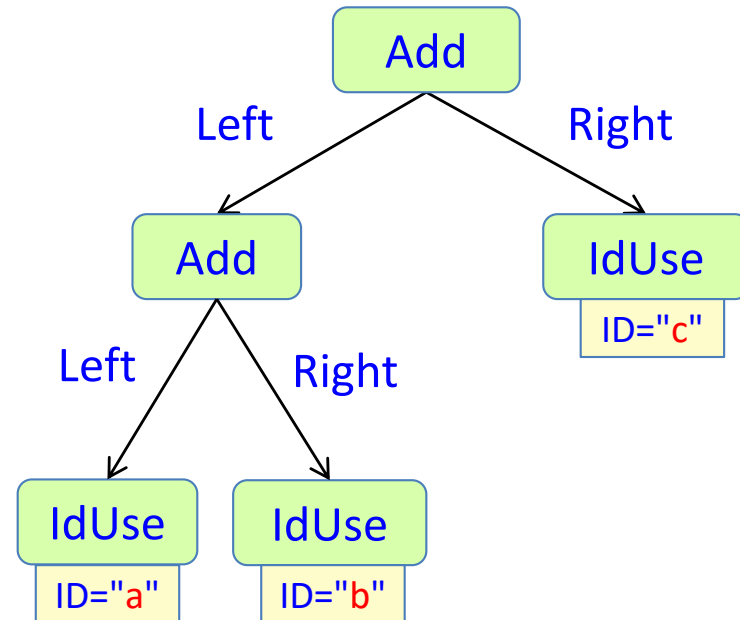 Add
Left
Right
Add
IdUse
ID="c"
Left
Right
IdUse
IdUse
ID="a"
ID="b"